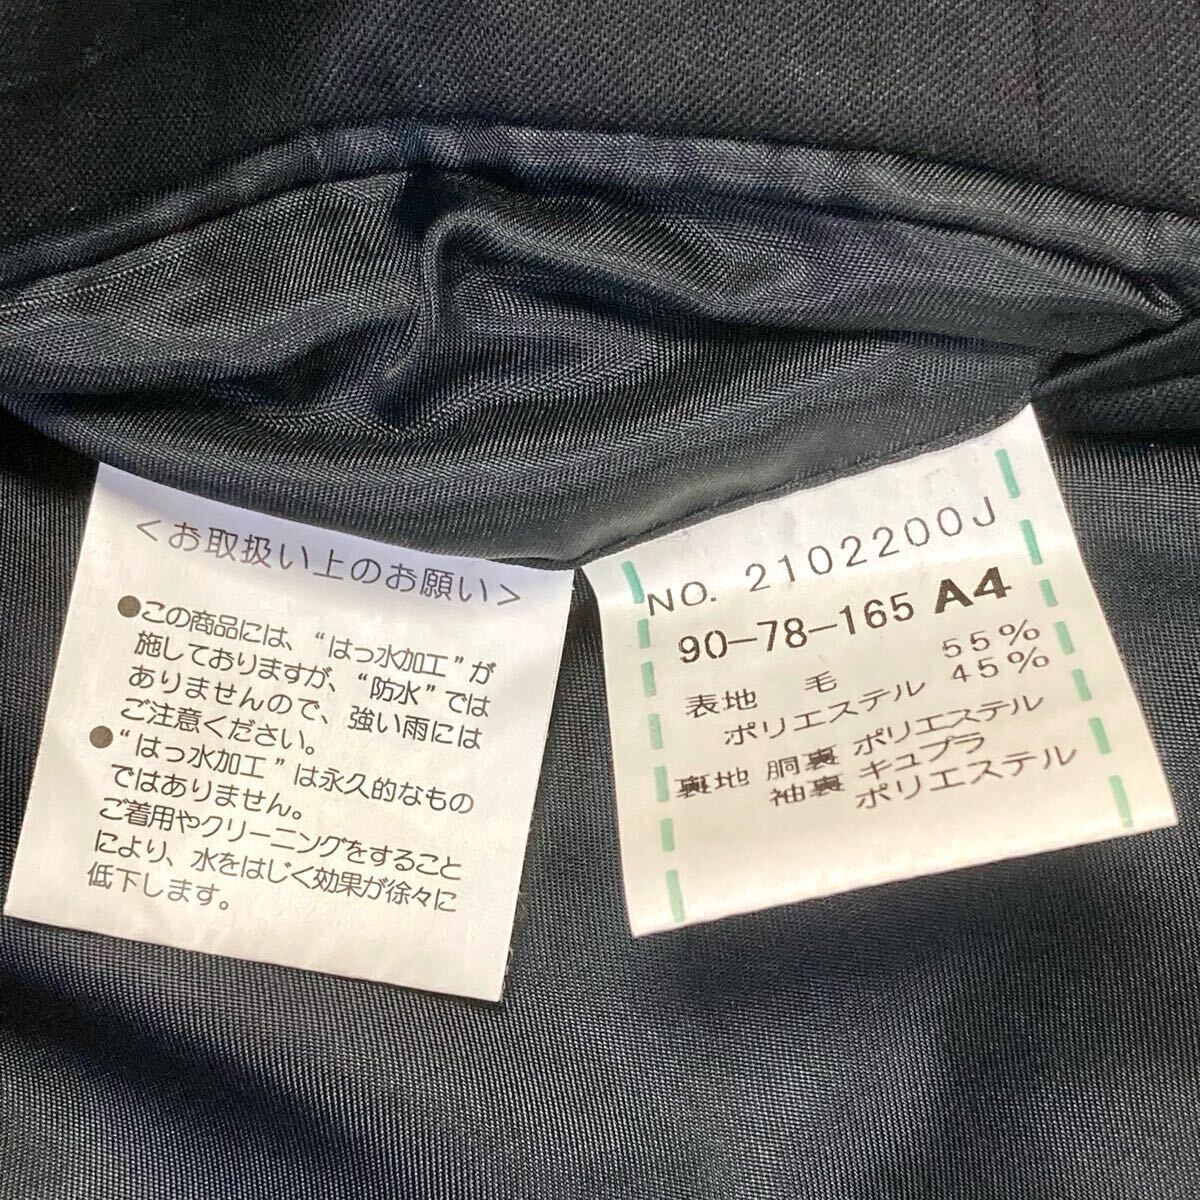 ＜お取扱い上のお願い＞
●この商品には、“はっ水加工”が
施しておりますが、“防水”では
ありませんので、強い雨には
ご注意ください。
●“はっ水加工”は永久的なもの
ではありません。
ご着用やクリーニングをすること
により、水をはじく効果が徐々に
低下します。
NO. 2102200J
90-78-165 A4
表地 毛 55%
ポリエステル 45%
裏地 胴裏 ポリエステル
袖裏 キュプラ
ポリエステル